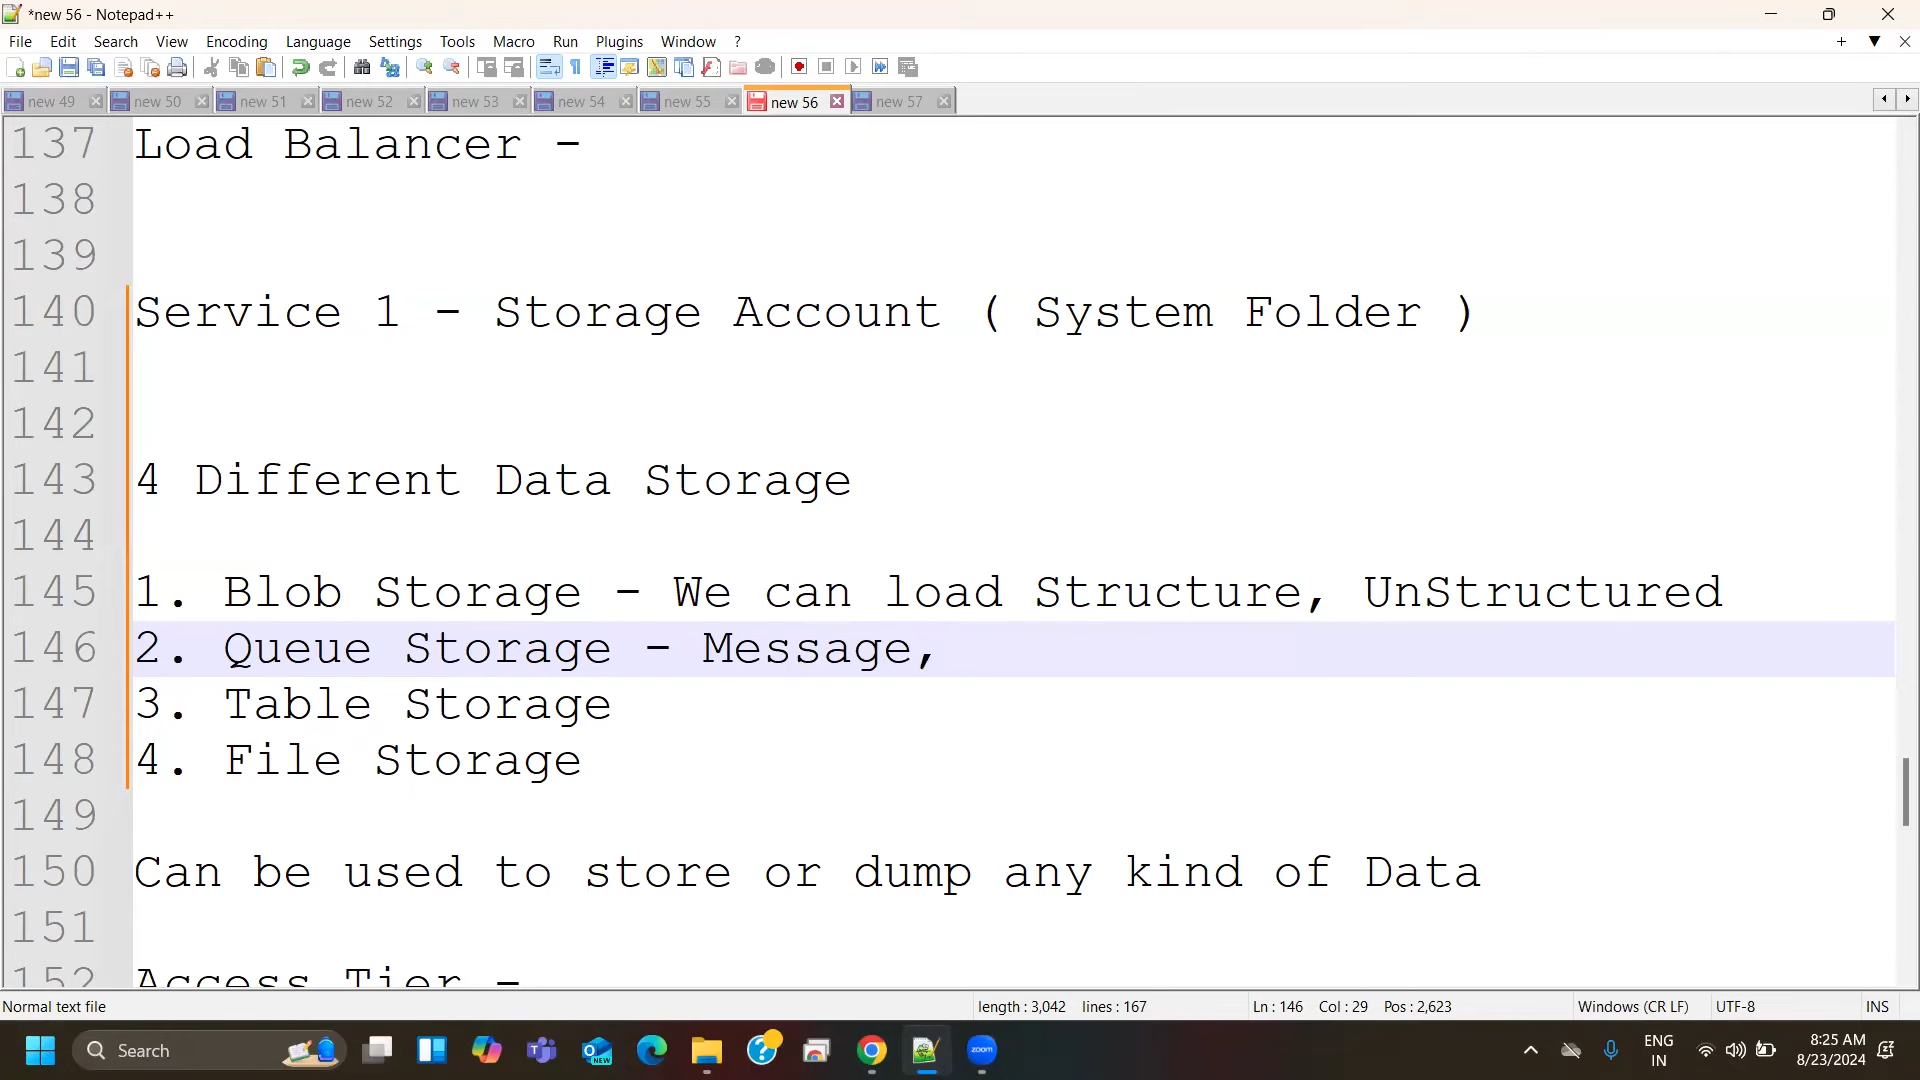 *new 56 - Notepad++
File Edit Search View Encoding Language Settings Tools Macro Run Plugins Window ?
new 49 new 50 new 51 new 52 new 53 new 54 new 55 new 56 new 57
137 Load Balancer -
138
139
140 Service 1 - Storage Account ( System Folder )
141
142
143 4 Different Data Storage
144
145 1. Blob Storage - We can load Structure, UnStructured
146 2. Queue Storage - Message,
147 3. Table Storage
148 4. File Storage
149
150 Can be used to store or dump any kind of Data
151
152 Access Tier -
Normal text file length : 3,042 lines : 167 Ln : 146 Col : 29 Pos : 2,623 Windows (CR LF) UTF-8 INS
Search
NEW
zoom
ENG
IN
8:25 AM
8/23/2024